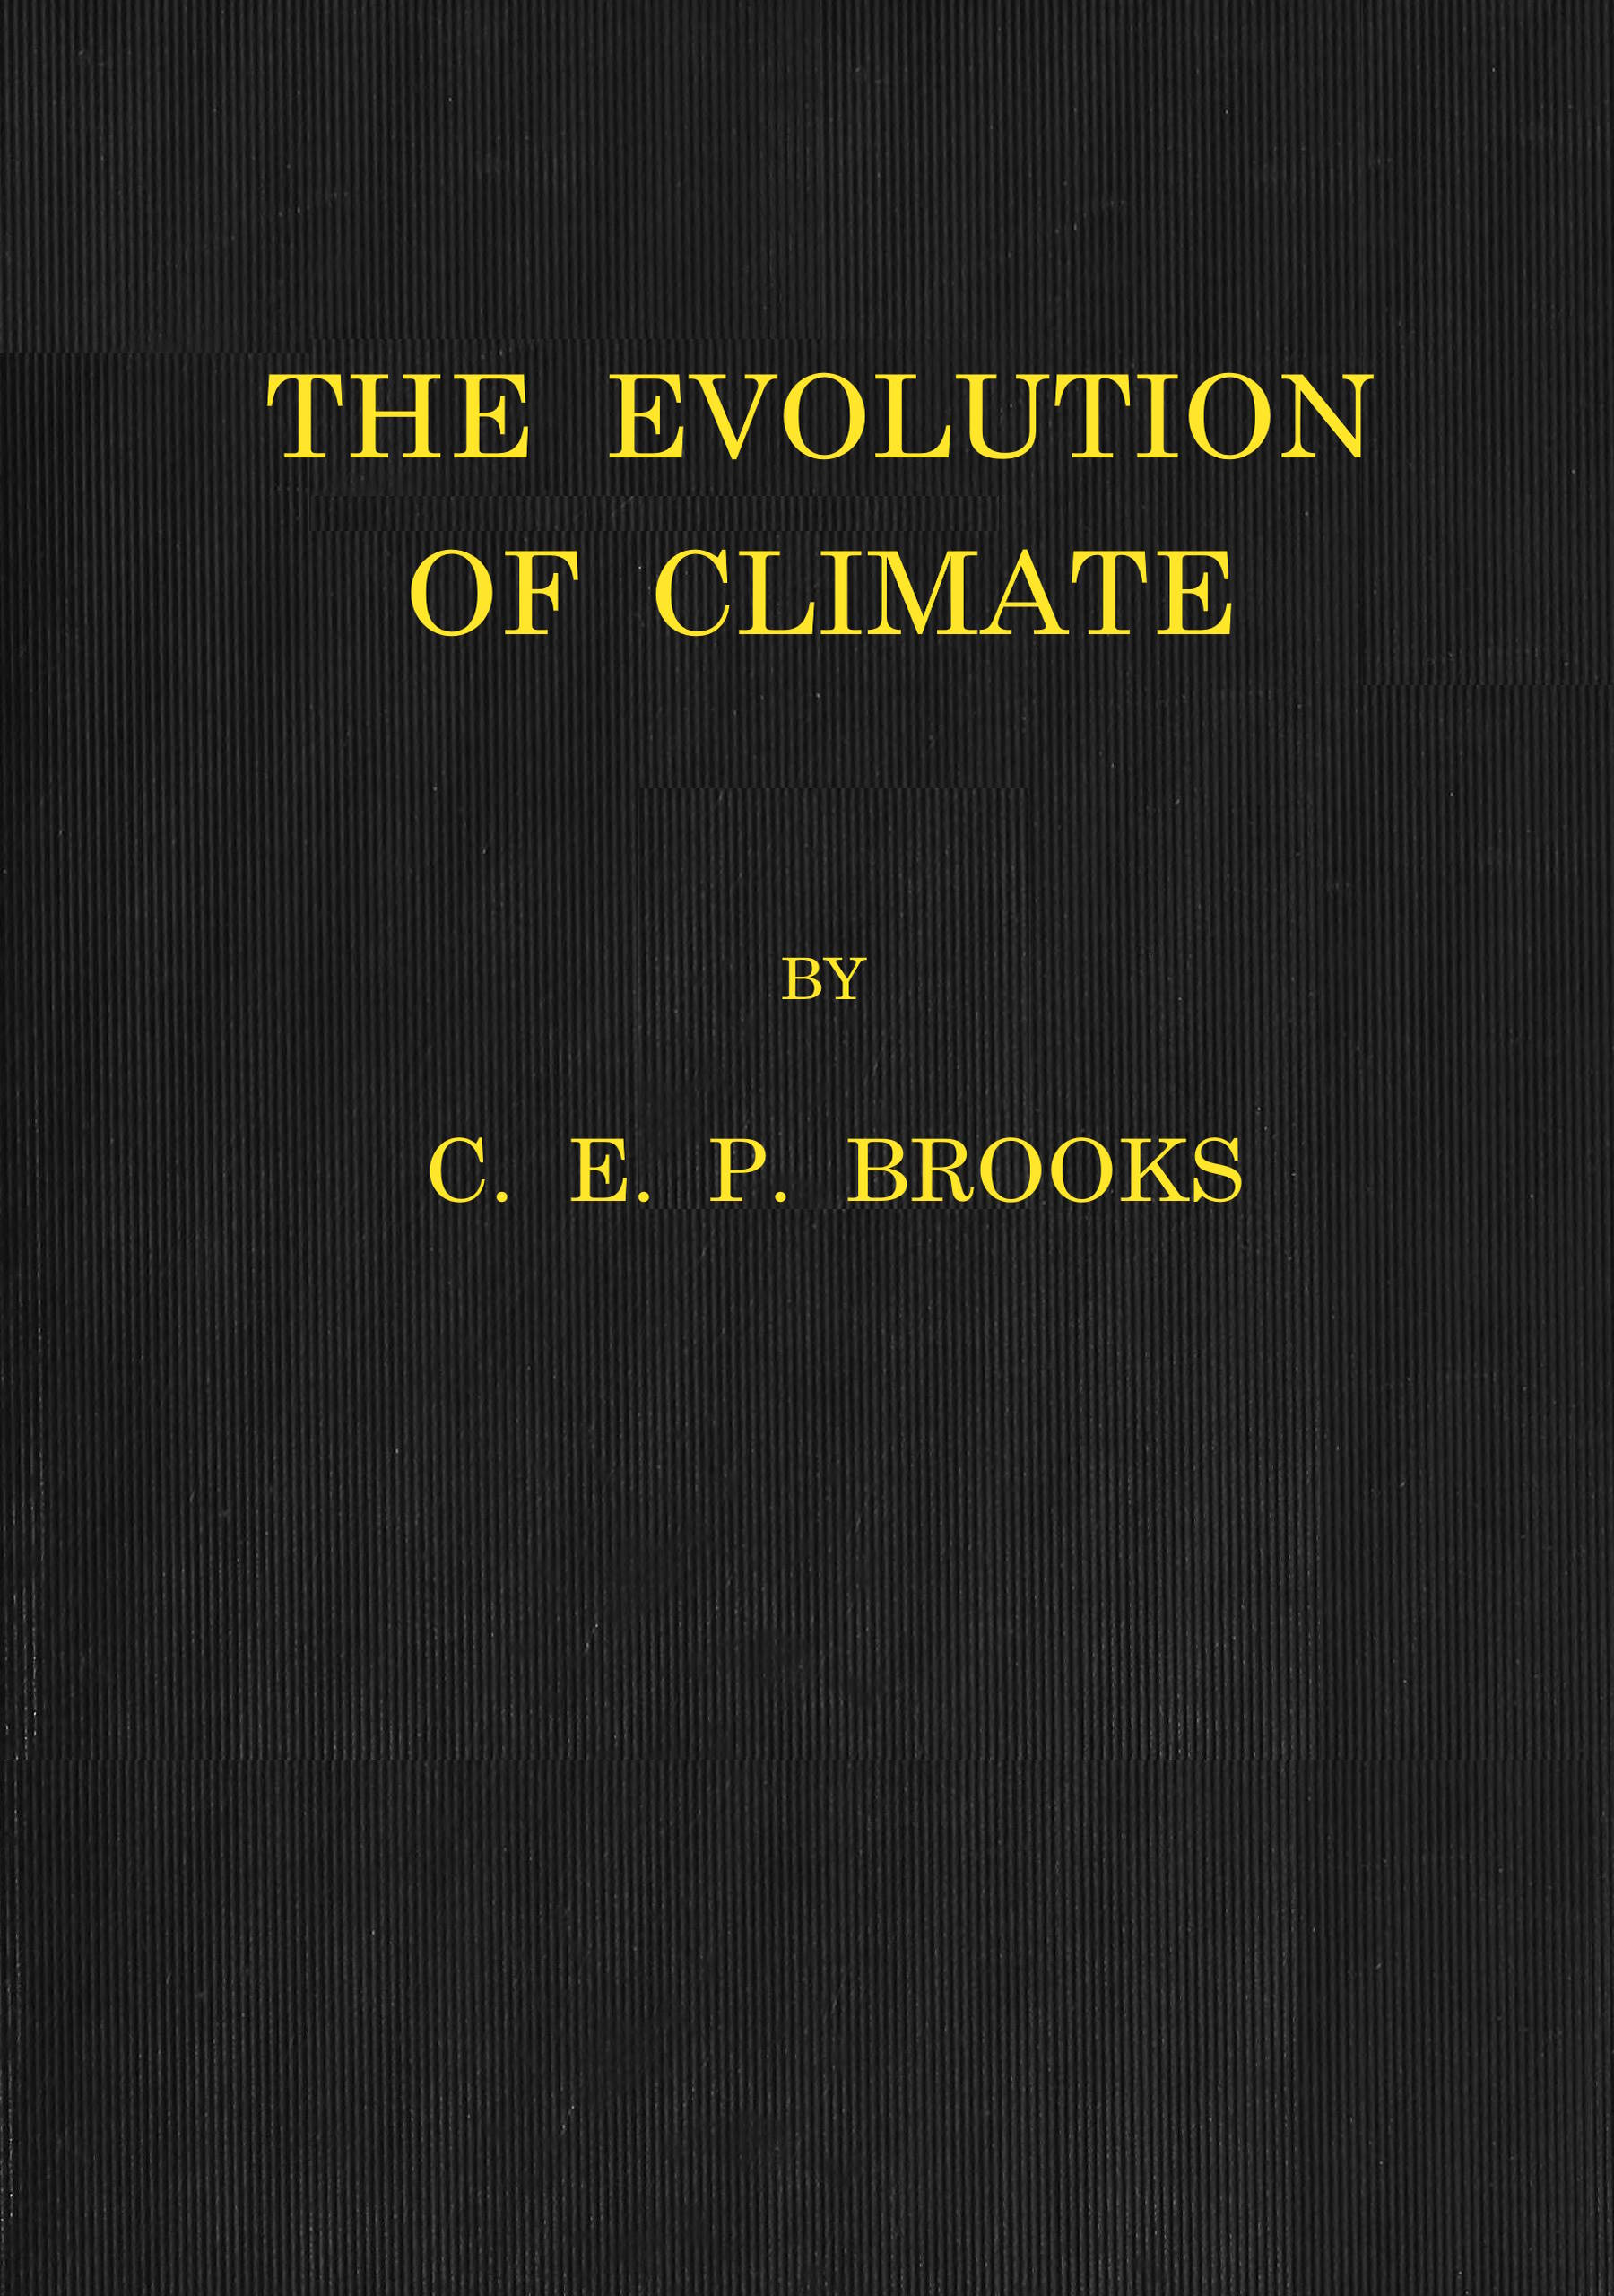 THE EVOLUTION
OF CLIMATE
BY
C. E. P. BROOKS